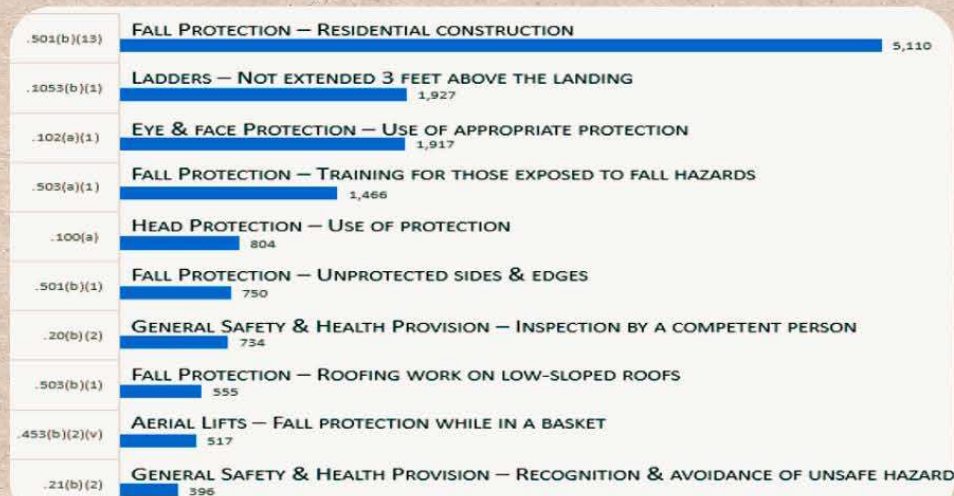 .501(b)(13)
Fall Protection – Residential construction
5,110
.1053(b)(1)
Ladders – Not extended 3 feet above the landing
1,927
.102(a)(1)
Eye & face Protection – Use of appropriate protection
1,917
.503(a)(1)
Fall Protection – Training for those exposed to fall hazards
1,466
.100(a)
Head Protection – Use of protection
804
.501(b)(1)
Fall Protection – Unprotected sides & edges
750
.20(b)(2)
General Safety & Health Provision – Inspection by a competent person
734
.503(b)(1)
Fall Protection – Roofing work on low-sloped roofs
555
.453(b)(2)(v)
Aerial Lifts – Fall protection while in a basket
517
.21(b)(2)
General Safety & Health Provision – Recognition & avoidance of unsafe hazard
396